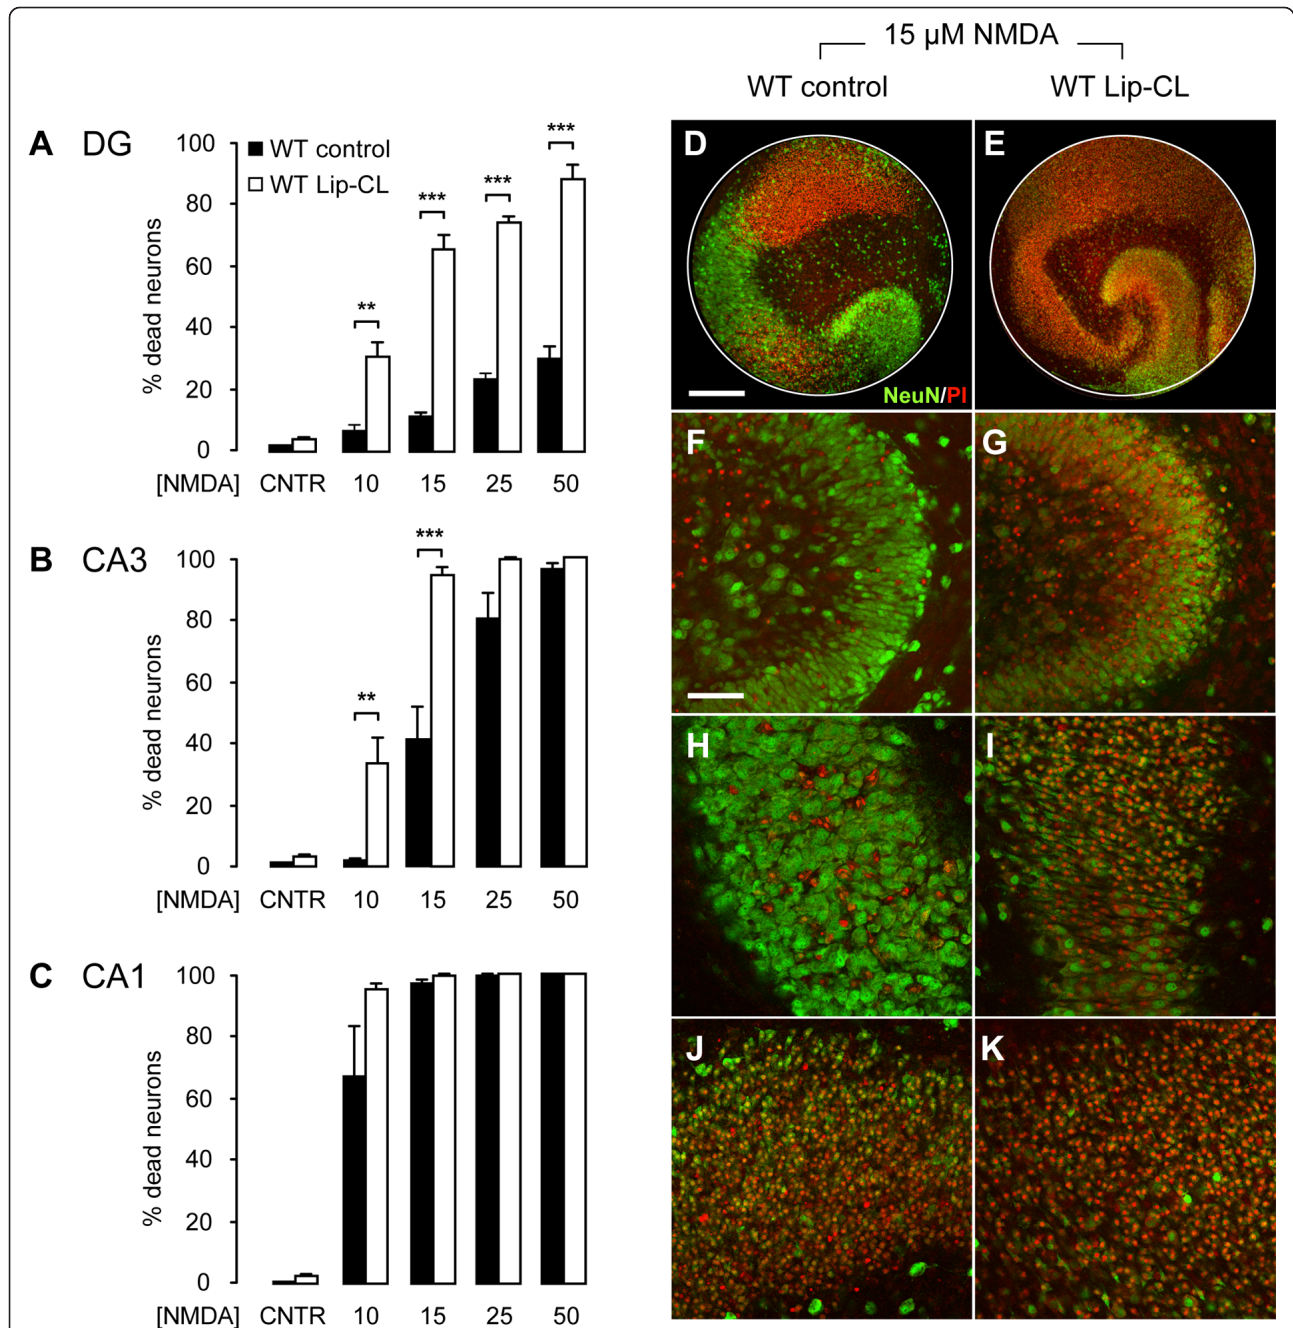 15 µM NMDA
WT control
WT Lip-CL
A DG
% dead neurons
100
80
60
40
20
0
WT control
WT Lip-CL
**
***
***
***
[NMDA] CNTR 10 15 25 50
B CA3
% dead neurons
100
80
60
40
20
0
**
***
[NMDA] CNTR 10 15 25 50
C CA1
% dead neurons
100
80
60
40
20
0
[NMDA] CNTR 10 15 25 50
D
NeuN/PI
E
F
G
H
I
J
K